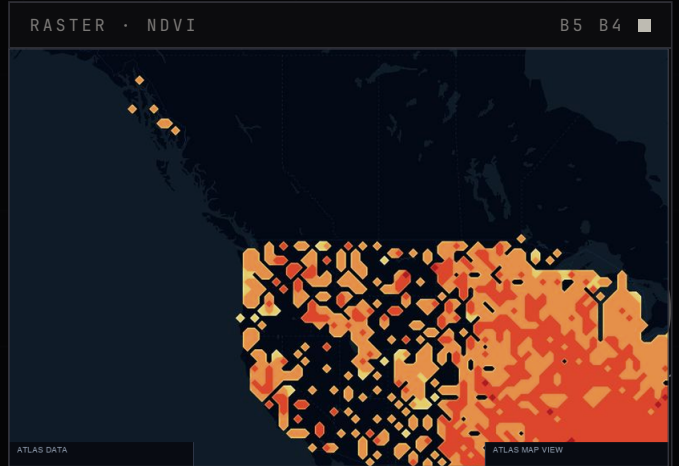 RASTER · NDVI
B5 B4
ATLAS DATA
ATLAS MAP VIEW